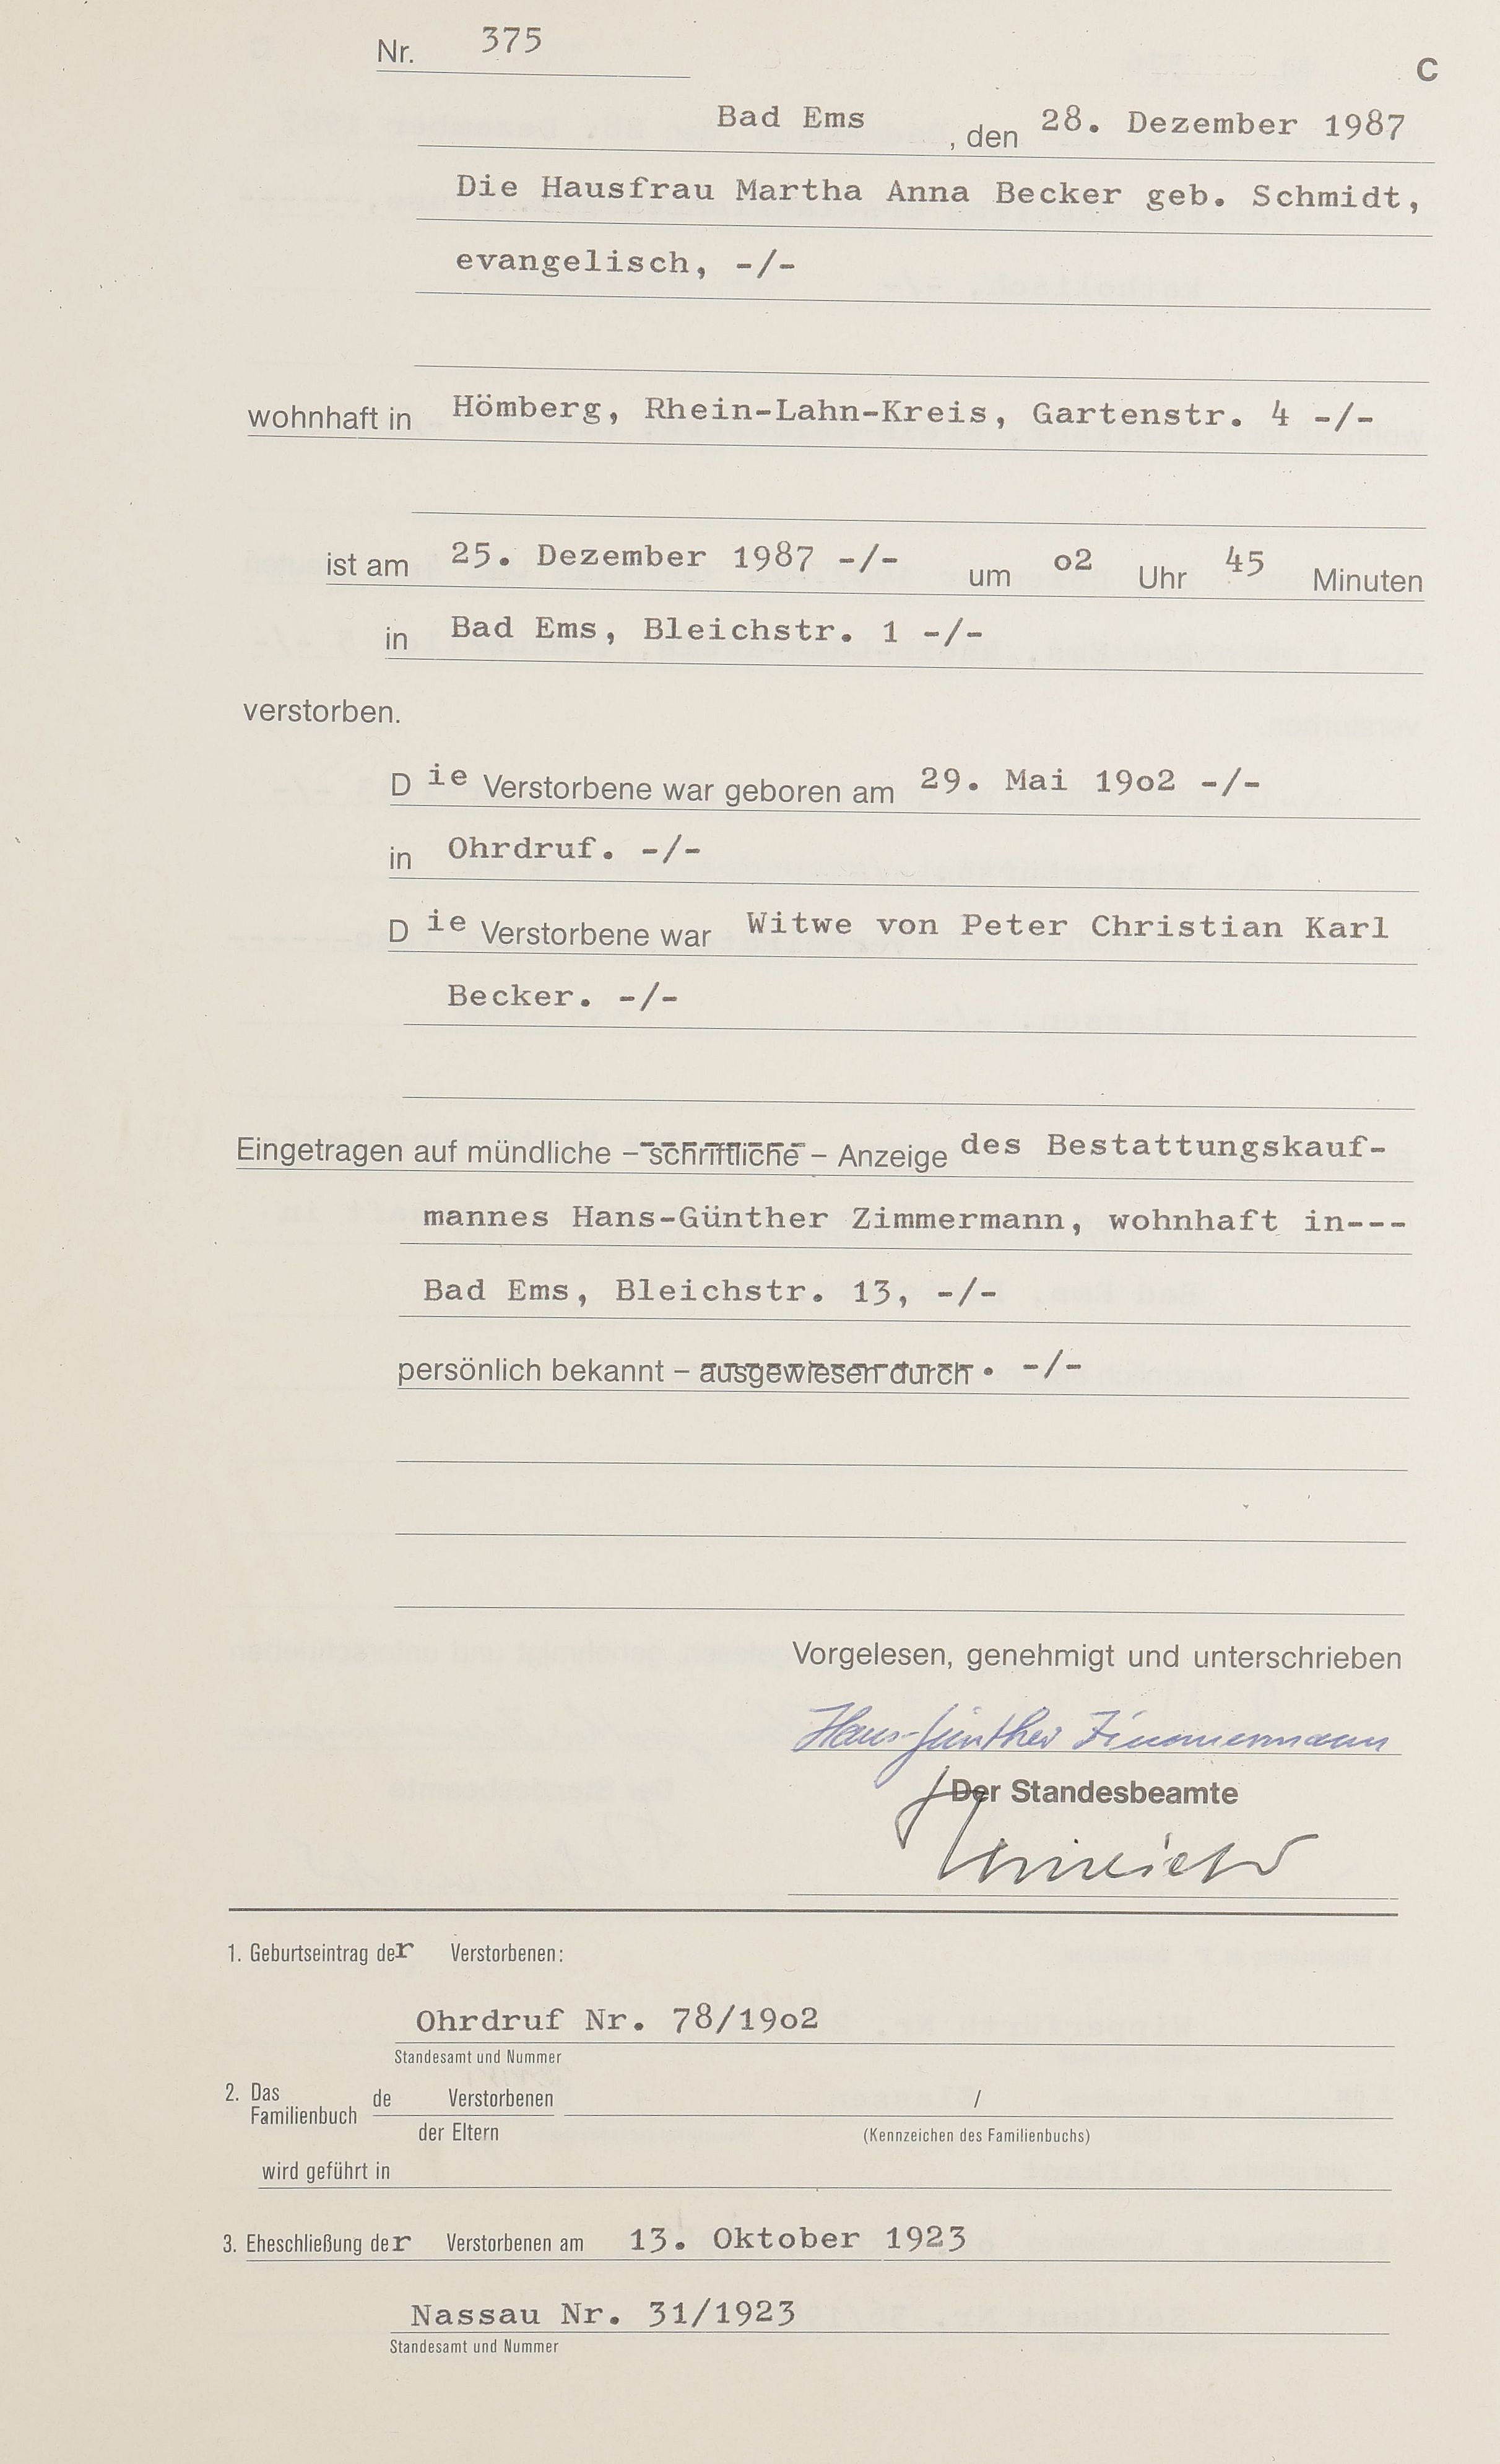 Nr. 375
C
Bad Ems , den 28. Dezember 1987
Die Hausfrau Martha Anna Becker geb. Schmidt,
evangelisch, -/-
wohnhaft in Hömberg, Rhein-Lahn-Kreis, Gartenstr. 4 -/-
ist am 25. Dezember 1987 -/- um o2 Uhr 45 Minuten
in Bad Ems, Bleichstr. 1 -/-
verstorben.
Die Verstorbene war geboren am 29. Mai 19o2 -/-
in Ohrdruf. -/-
Die Verstorbene war Witwe von Peter Christian Karl
Becker. -/-
Eingetragen auf mündliche – schriftliche – Anzeige des Bestattungskauf-
mannes Hans-Günther Zimmermann, wohnhaft in---
Bad Ems, Bleichstr. 13, -/-
persönlich bekannt – ausgewiesen durch . -/-
Vorgelesen, genehmigt und unterschrieben
Hans-Günther Zimmermann
Der Standesbeamte
1. Geburtseintrag der Verstorbenen:
Ohrdruf Nr. 78/19o2
Standesamt und Nummer
2. Das Familienbuch de Verstorbenen /
der Eltern (Kennzeichen des Familienbuchs)
wird geführt in
3. Eheschließung der Verstorbenen am 13. Oktober 1923
Nassau Nr. 31/1923
Standesamt und Nummer